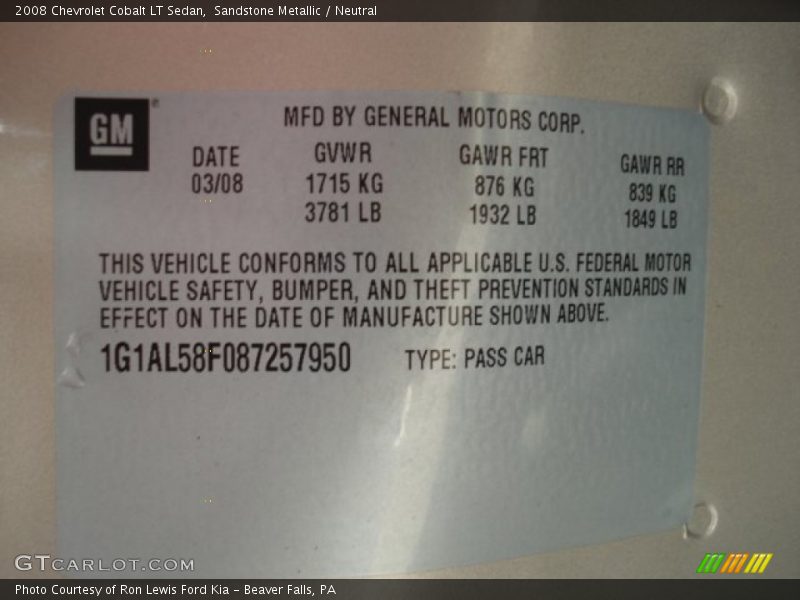 2008 Chevrolet Cobalt LT Sedan,  Sandstone Metallic / Neutral
GM®
MFD BY GENERAL MOTORS CORP.
DATE GVWR GAWR FRT GAWR RR
03/08 1715 KG 876 KG 839 KG
3781 LB 1932 LB 1849 LB
THIS VEHICLE CONFORMS TO ALL APPLICABLE U.S. FEDERAL MOTOR
VEHICLE SAFETY, BUMPER, AND THEFT PREVENTION STANDARDS IN
EFFECT ON THE DATE OF MANUFACTURE SHOWN ABOVE.
1G1AL58F087257950 TYPE: PASS CAR
GTCARLOT.COM
Photo Courtesy of Ron Lewis Ford Kia – Beaver Falls, PA